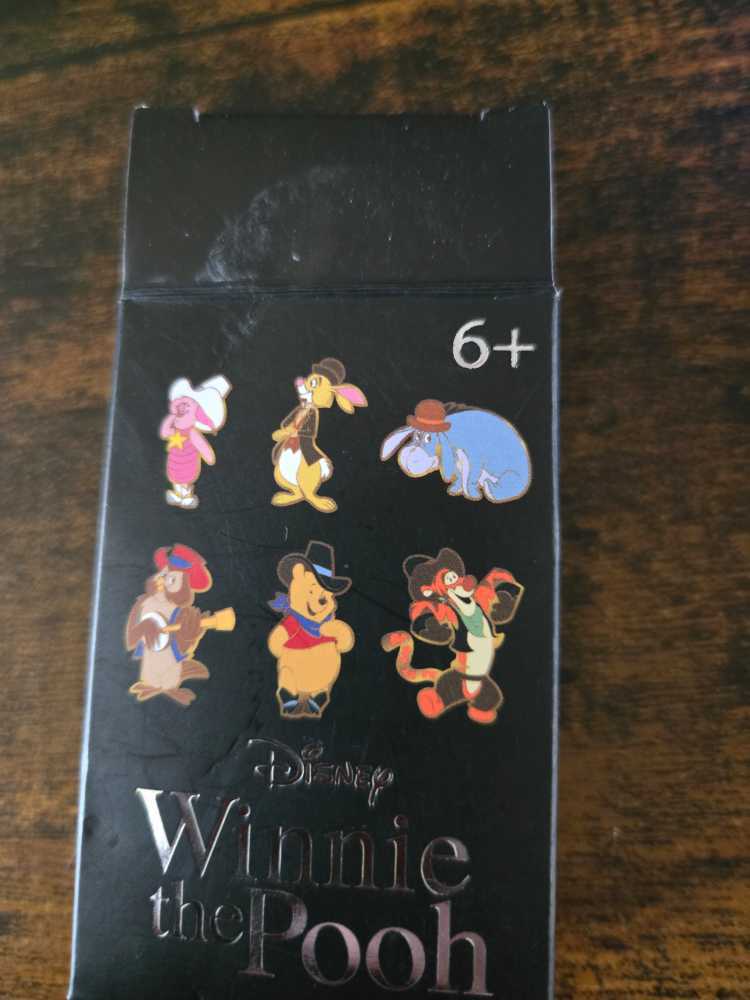 6+
Disney
Winnie
the Pooh